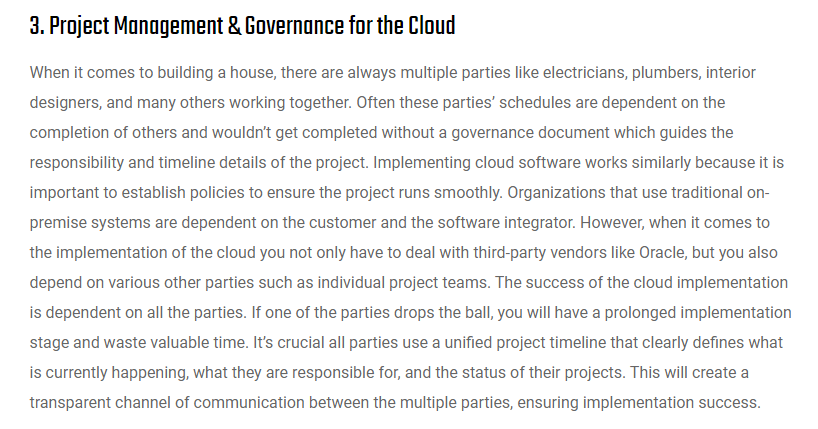 3. Project Management & Governance for the Cloud
When it comes to building a house, there are always multiple parties like electricians, plumbers, interior
designers, and many others working together. Often these parties’ schedules are dependent on the
completion of others and wouldn’t get completed without a governance document which guides the
responsibility and timeline details of the project. Implementing cloud software works similarly because it is
important to establish policies to ensure the project runs smoothly. Organizations that use traditional on-
premise systems are dependent on the customer and the software integrator. However, when it comes to
the implementation of the cloud you not only have to deal with third-party vendors like Oracle, but you also
depend on various other parties such as individual project teams. The success of the cloud implementation
is dependent on all the parties. If one of the parties drops the ball, you will have a prolonged implementation
stage and waste valuable time. It’s crucial all parties use a unified project timeline that clearly defines what
is currently happening, what they are responsible for, and the status of their projects. This will create a
transparent channel of communication between the multiple parties, ensuring implementation success.